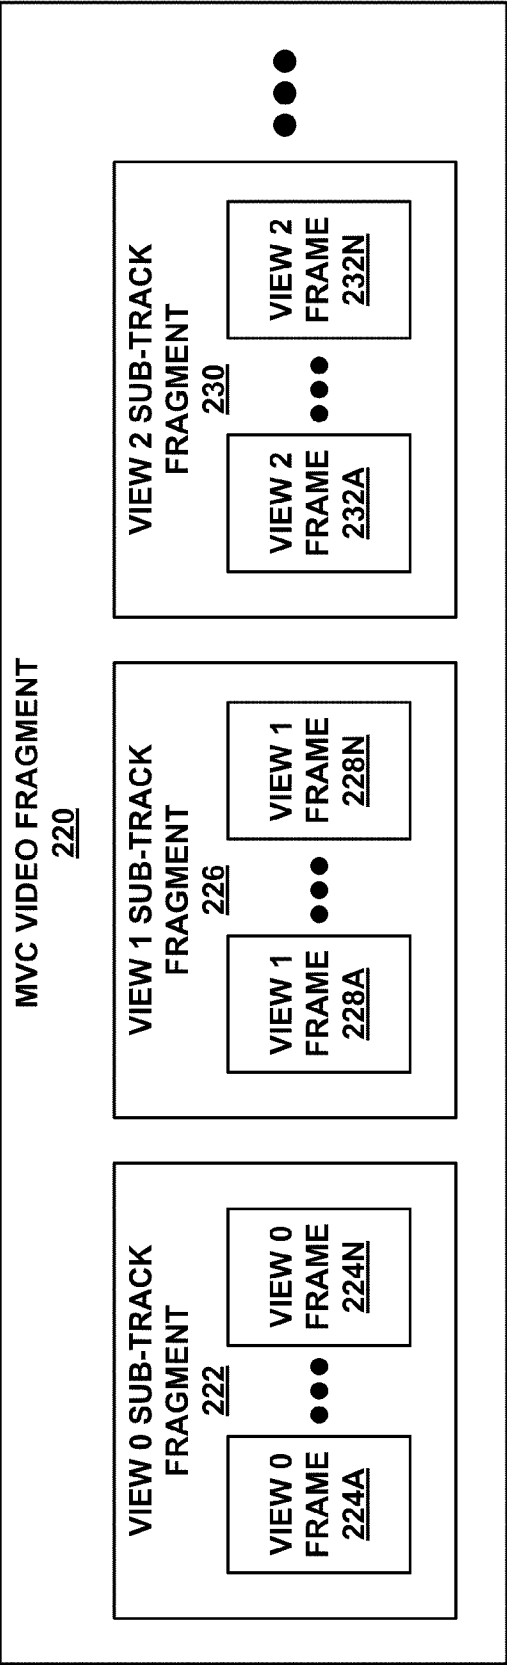 MVC VIDEO FRAGMENT
220
VIEW 0 SUB-TRACK
FRAGMENT
222
VIEW 0
FRAME
224A
VIEW 0
FRAME
224N
VIEW 1 SUB-TRACK
FRAGMENT
226
VIEW 1
FRAME
228A
VIEW 1
FRAME
228N
VIEW 2 SUB-TRACK
FRAGMENT
230
VIEW 2
FRAME
232A
VIEW 2
FRAME
232N